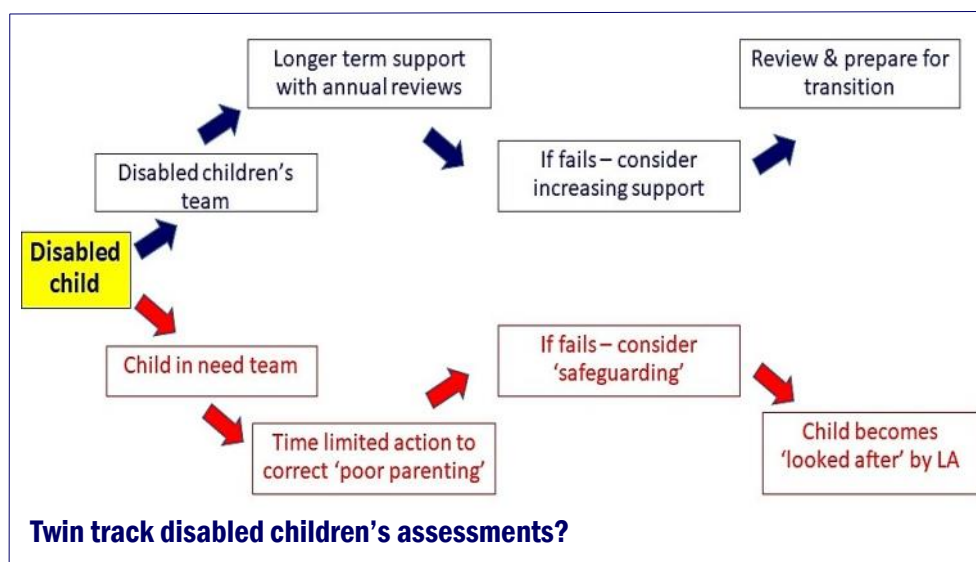 Longer term support
with annual reviews
Review & prepare for
transition
Disabled children's
team
If fails – consider
increasing support
Disabled
child
Child in need team
If fails – consider
‘safeguarding’
Time limited action to
correct ‘poor parenting’
Child becomes
‘looked after’ by LA
Twin track disabled children’s assessments?